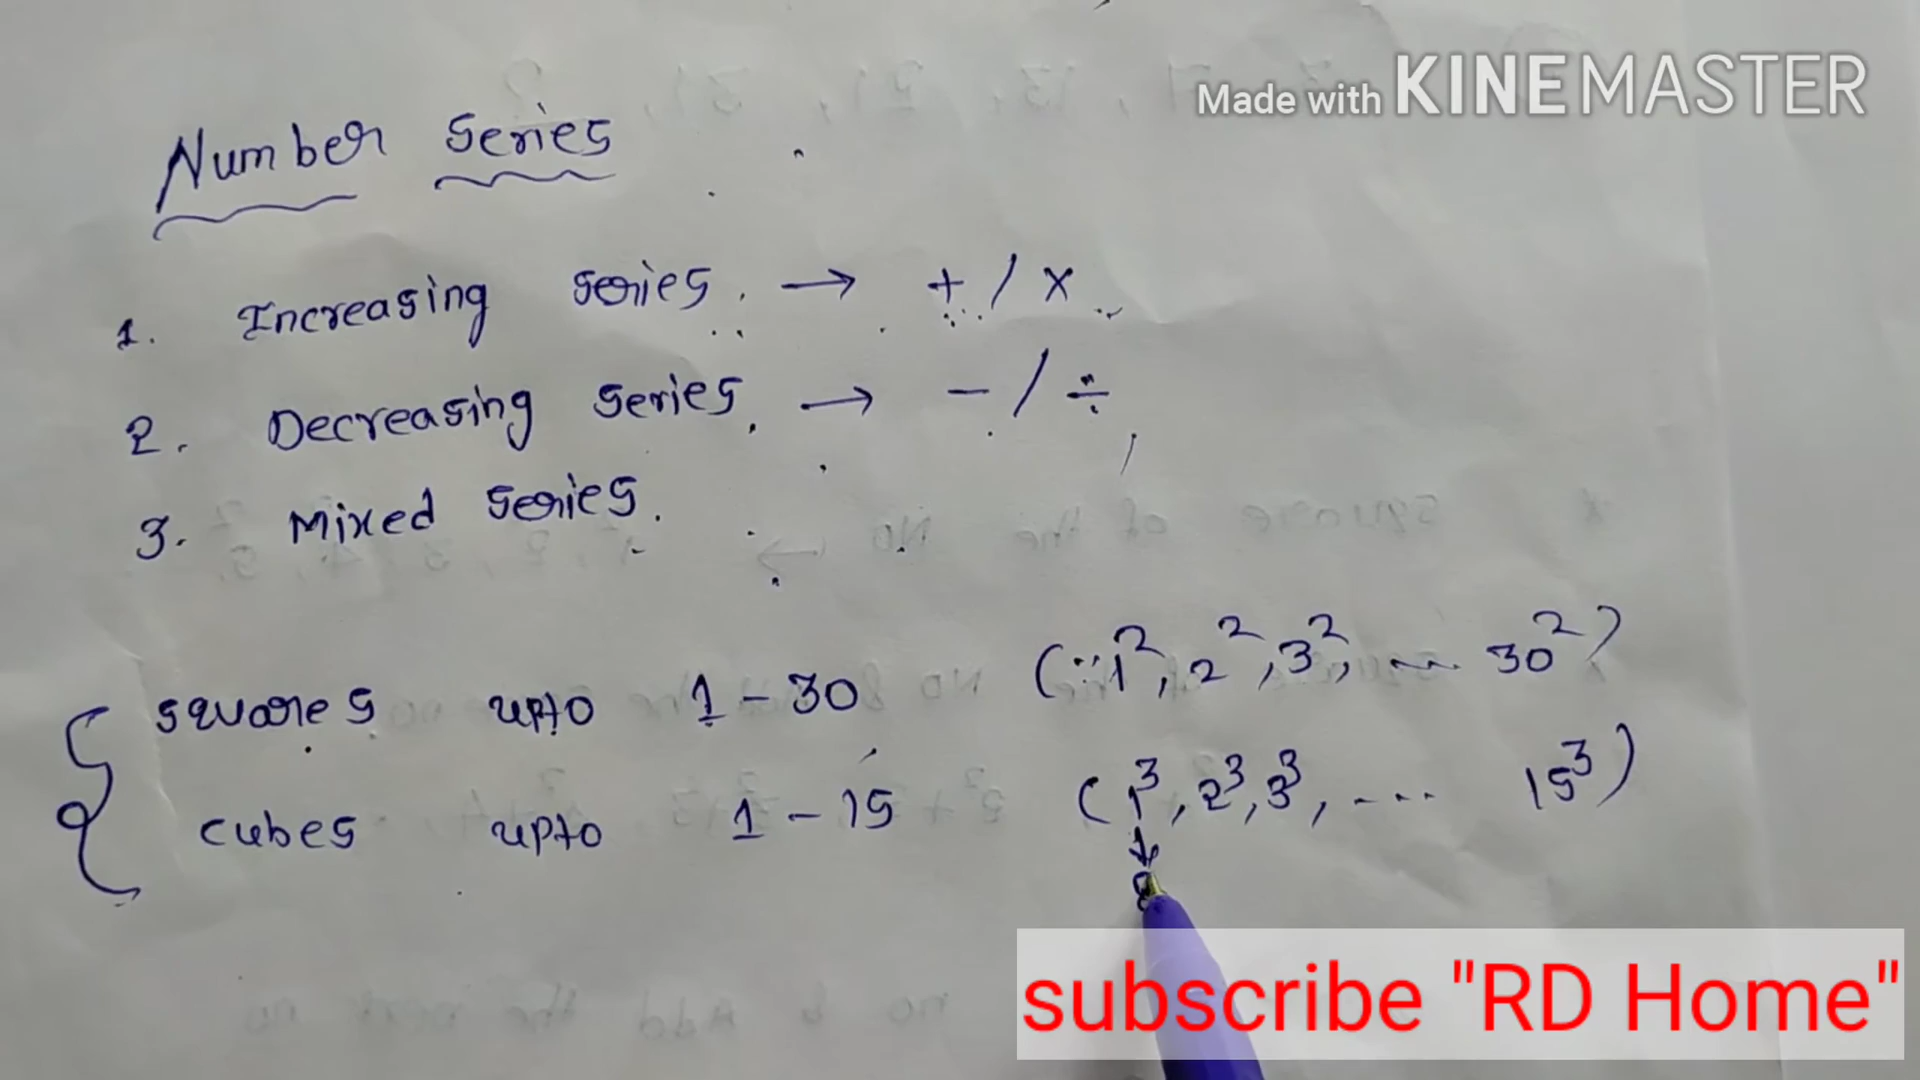 Made with KINEMASTER
Number series
1. Increasing series. → + / ×
2. Decreasing series. → - / ÷
3. Mixed series.
squares upto 1 - 30 (1², 2², 3², .... 30²)
cubes upto 1 - 15 (1³, 2³, 3³, .... 15³)
subscribe "RD Home"